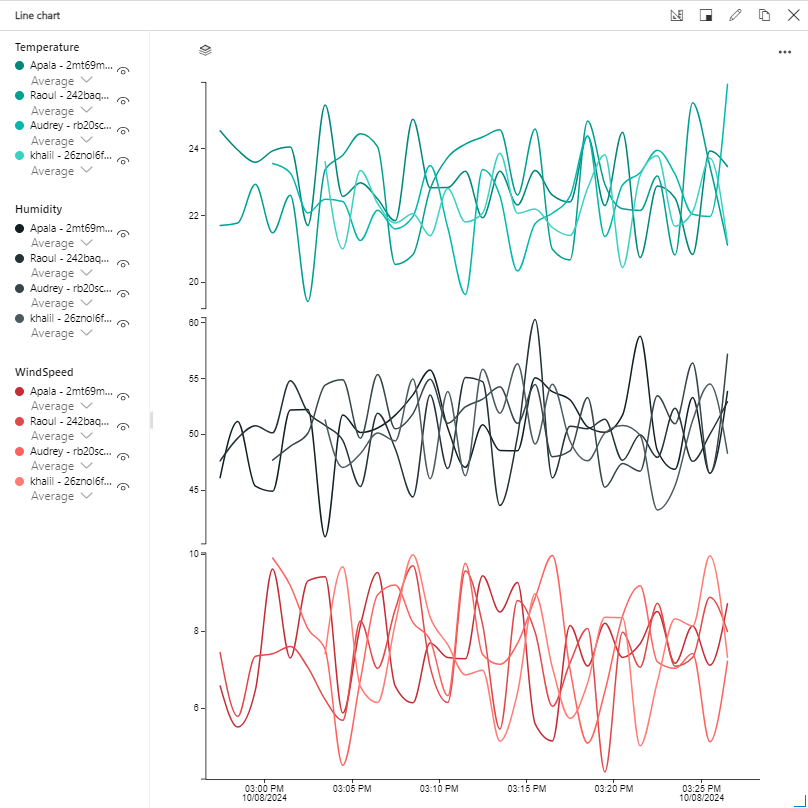 Line chart
Temperature
Apala - 2mt69m...
Average
Raoul - 242baq...
Average
Audrey - rb20sc...
Average
khalil - 26znol6f...
Average
Humidity
Apala - 2mt69m...
Average
Raoul - 242baq...
Average
Audrey - rb20sc...
Average
khalil - 26znol6f...
Average
WindSpeed
Apala - 2mt69m...
Average
Raoul - 242baq...
Average
Audrey - rb20sc...
Average
khalil - 26znol6f...
Average
24
22
20
60
55
50
45
10
8
6
03:00 PM 03:05 PM 03:10 PM 03:15 PM 03:20 PM 03:25 PM
10/08/2024 10/08/2024